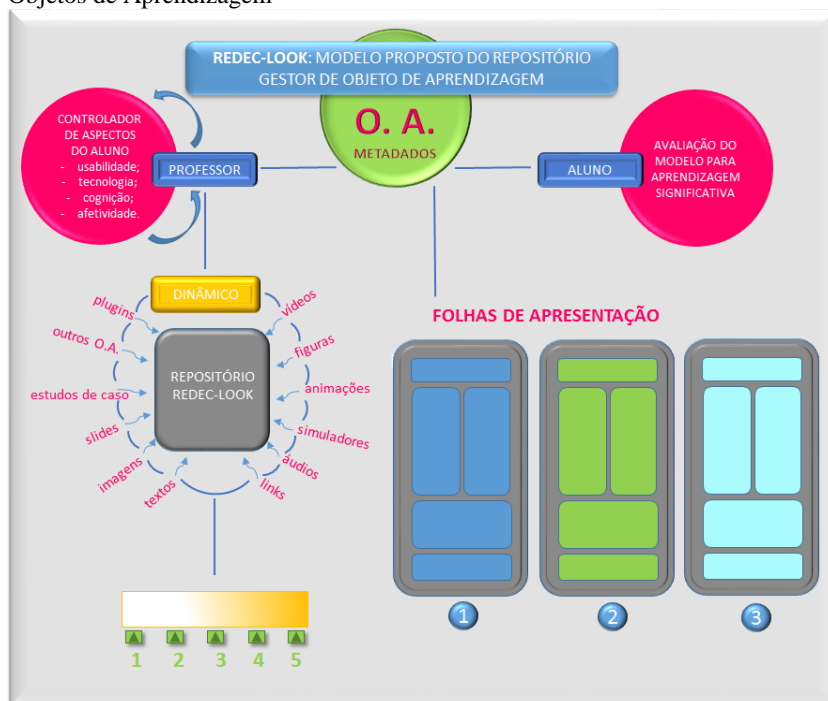 Objetos de Aprendizagem
REDEC-LOOK: MODELO PROPOSTO DO REPOSITÓRIO
GESTOR DE OBJETO DE APRENDIZAGEM
O. A.
METADADOS
CONTROLADOR
DE ASPECTOS
DO ALUNO
- usabilidade;
- tecnologia;
- cognição;
- afetividade.
PROFESSOR
ALUNO
AVALIAÇÃO DO
MODELO PARA
APRENDIZAGEM
SIGNIFICATIVA
DINÂMICO
plugins
outros O.A.
estudos de caso
slides
imagens
textos
vídeos
figuras
animações
simuladores
áudios
links
REPOSITÓRIO
REDEC-LOOK
FOLHAS DE APRESENTAÇÃO
1 2 3
1 2 3 4 5